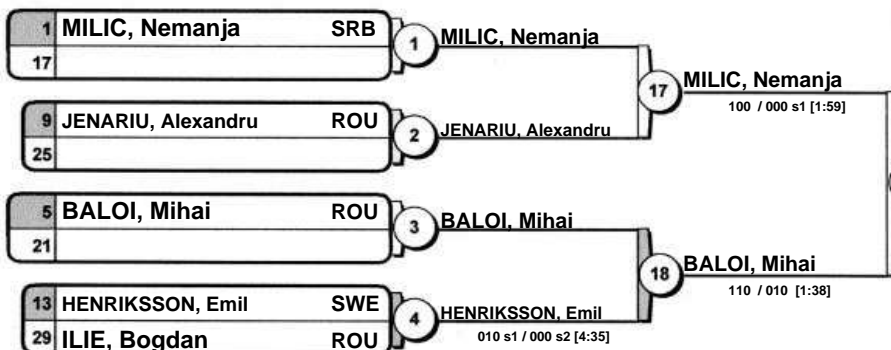 1 MILIC, Nemanja SRB
17
1 MILIC, Nemanja
9 JENARIU, Alexandru ROU
25
2 JENARIU, Alexandru
17 MILIC, Nemanja
100 / 000 s1 [1:59]
5 BALOI, Mihai ROU
21
3 BALOI, Mihai
13 HENRIKSSON, Emil SWE
29 ILIE, Bogdan ROU
4 HENRIKSSON, Emil
010 s1 / 000 s2 [4:35]
18 BALOI, Mihai
110 / 010 [1:38]